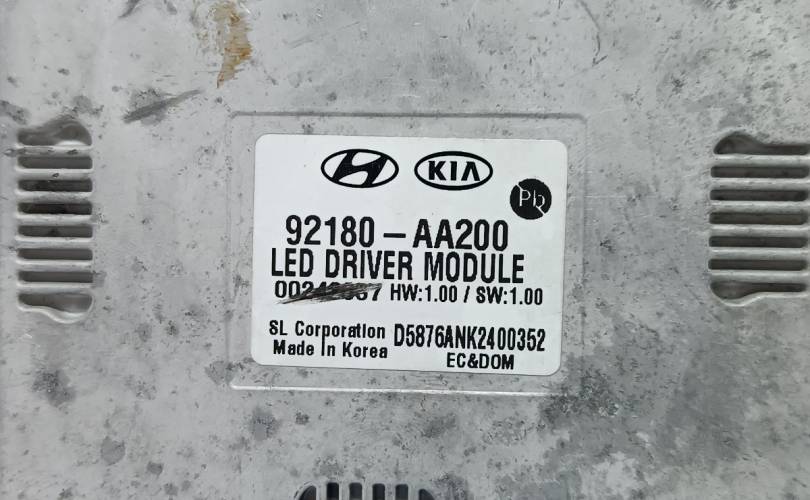 KIA
Pb
92180-AA200
LED DRIVER MODULE
HW:1.00 / SW:1.00
SL Corporation D5876ANK2400352
Made In Korea
EC&DOM